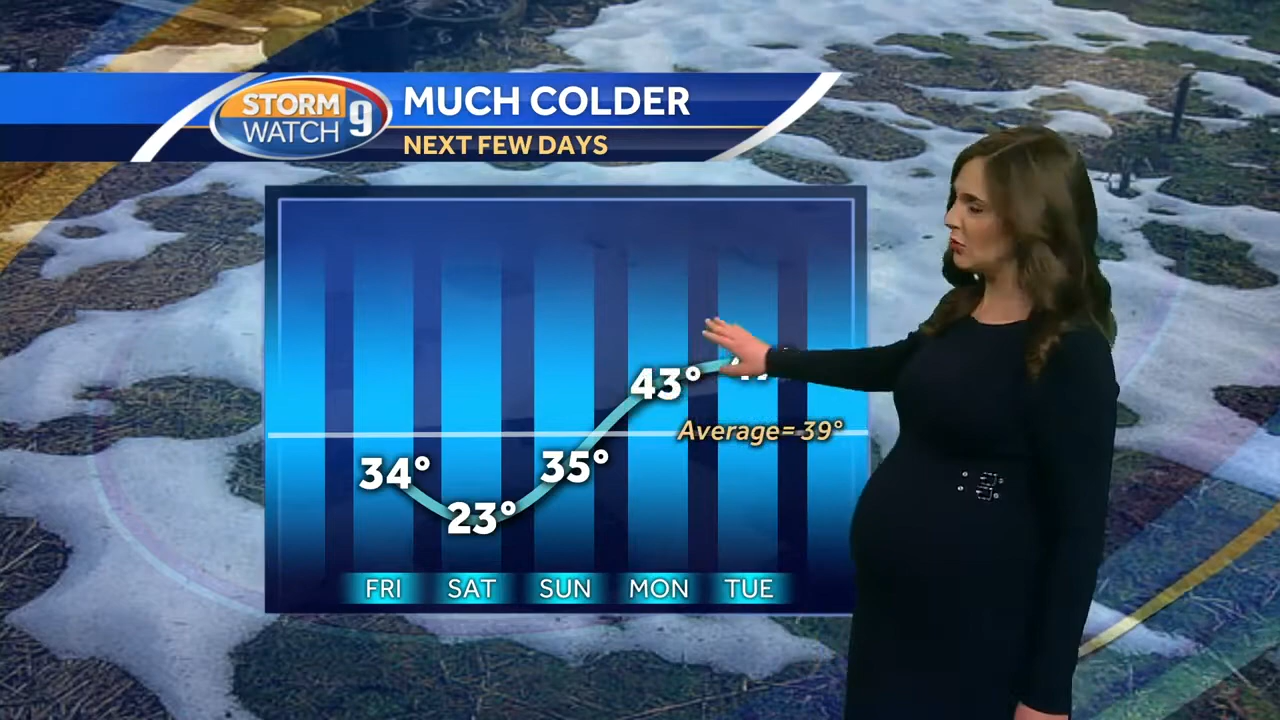 STORM
WATCH 9
MUCH COLDER
NEXT FEW DAYS
43°
Average=39°
34°
35°
23°
FRI SAT SUN MON TUE